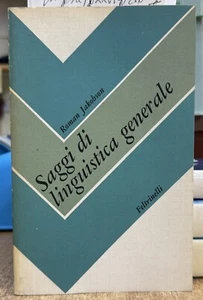 Roman Jakobson
Saggi di
linguistica generale
Feltrinelli